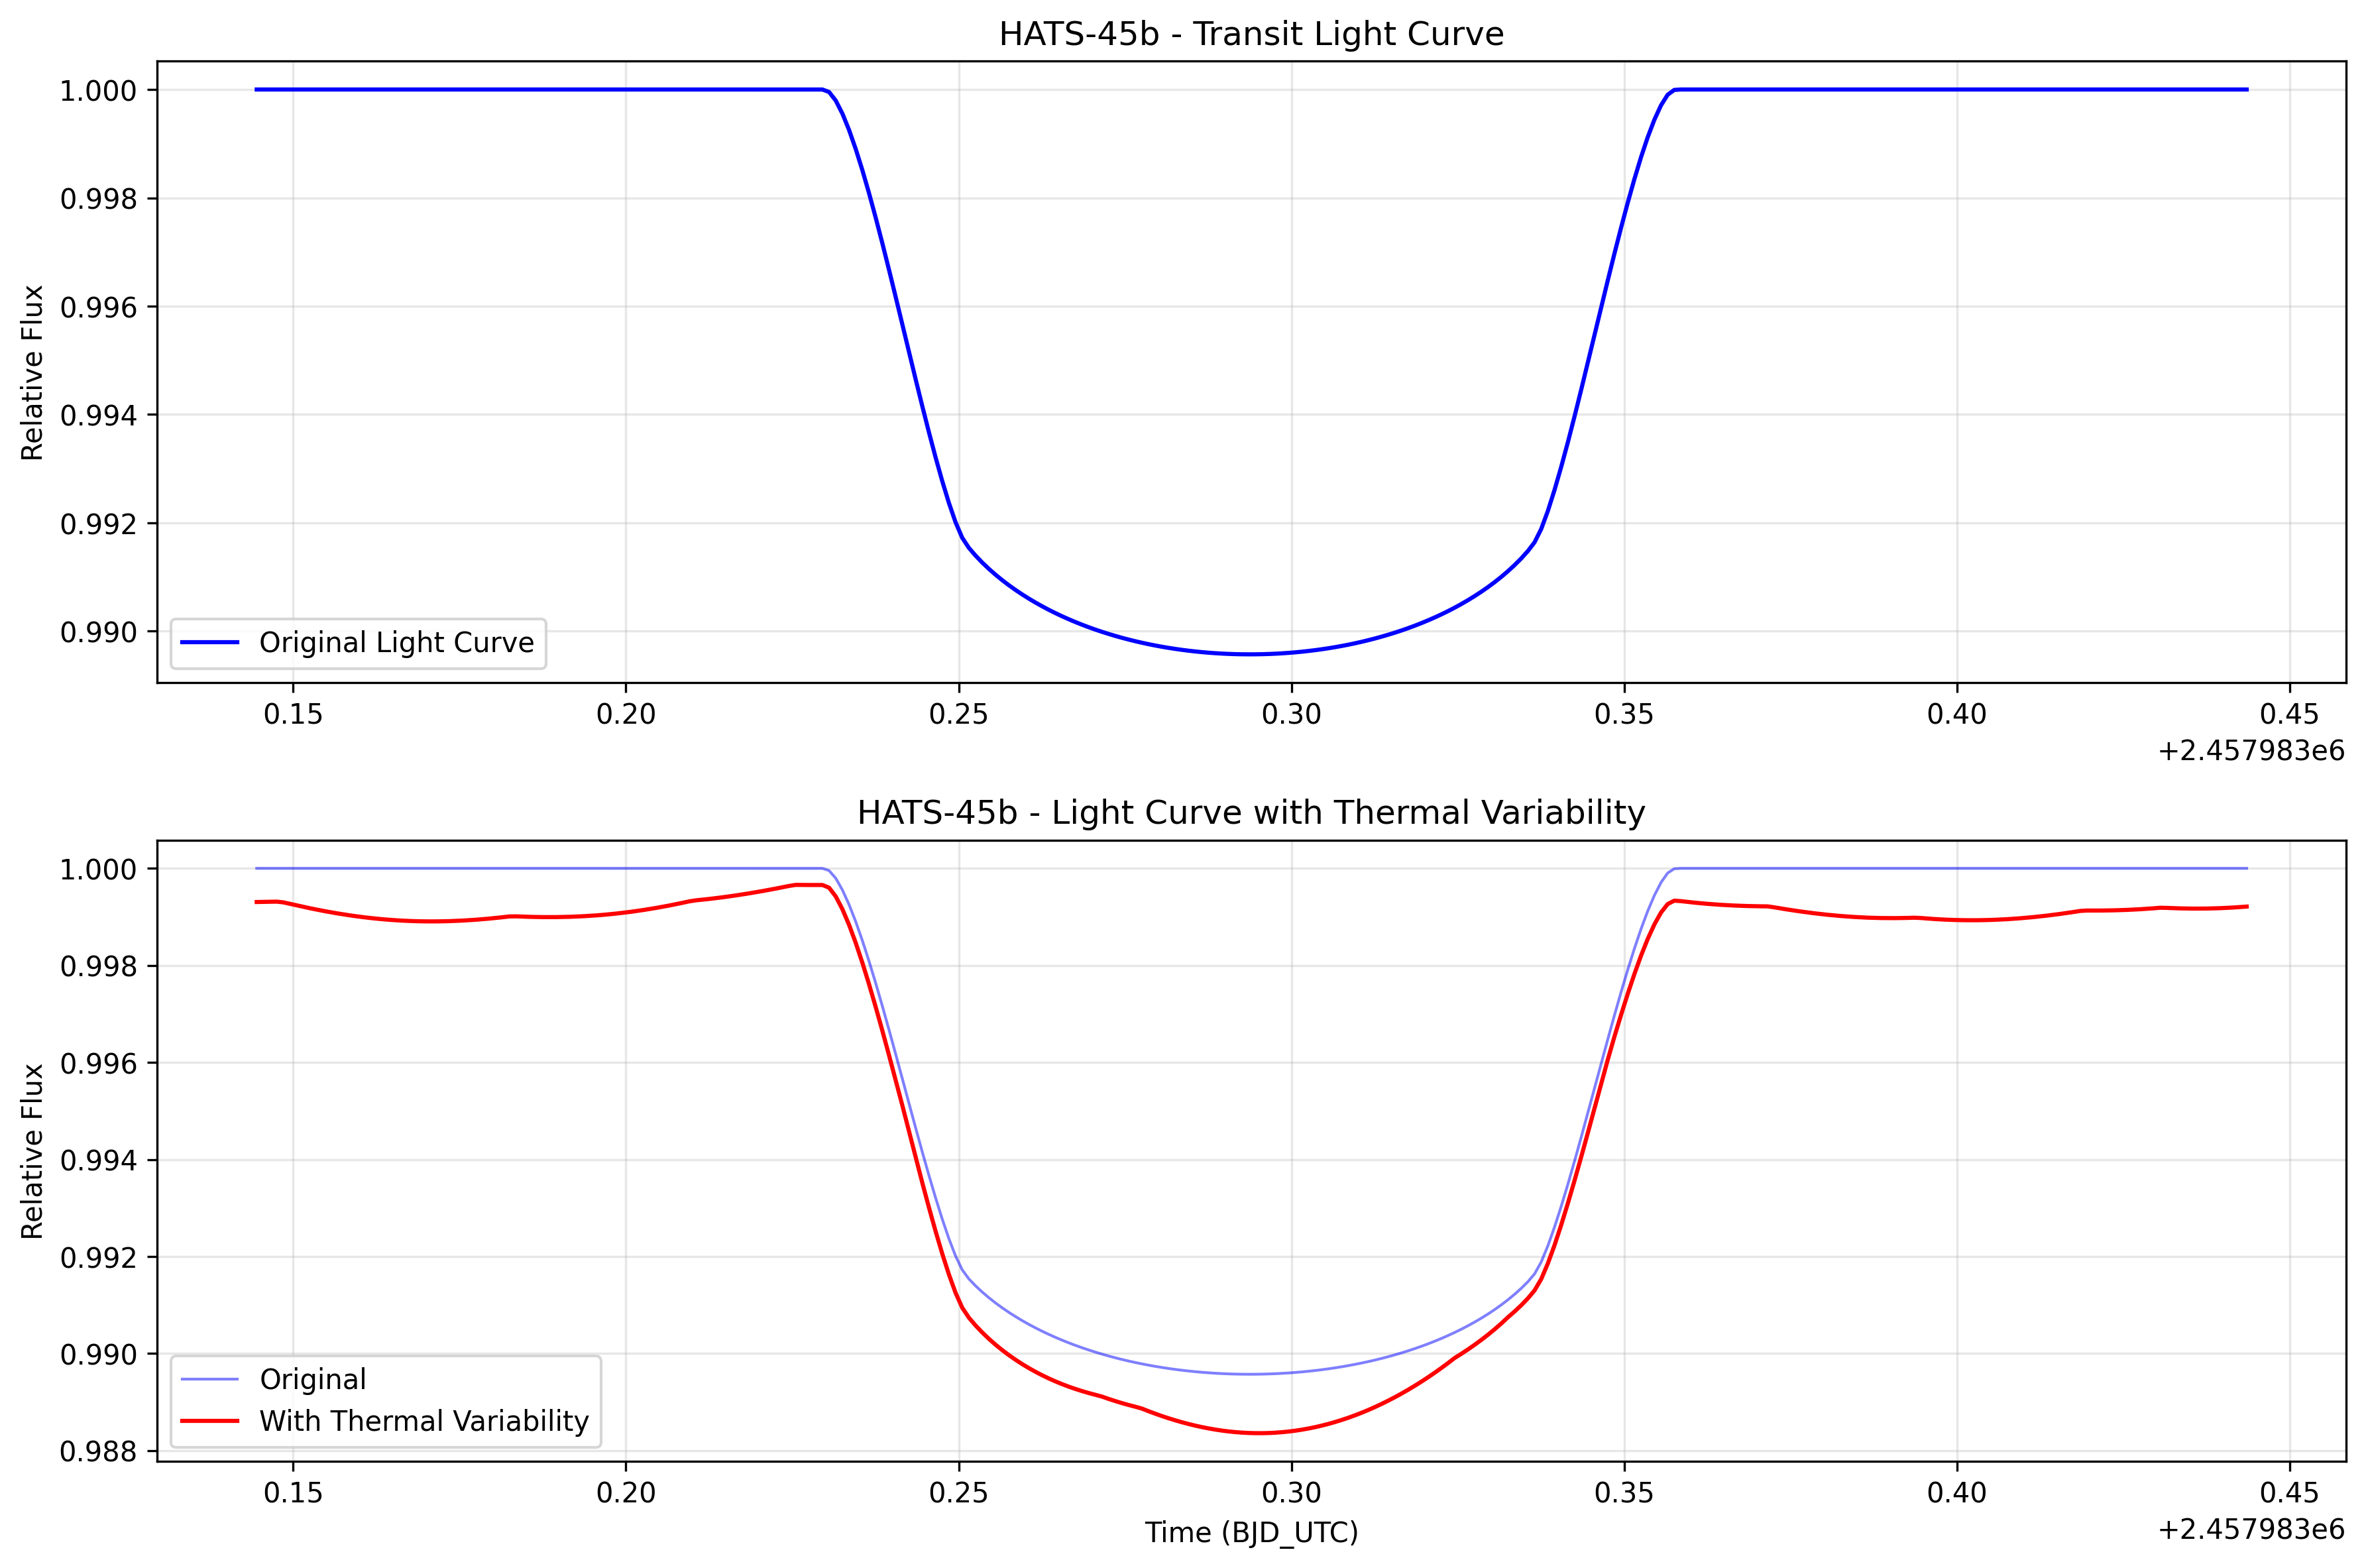 HATS-45b - Transit Light Curve
Relative Flux
1.000
0.998
0.996
0.994
0.992
0.990
Original Light Curve
0.15 0.20 0.25 0.30 0.35 0.40 0.45
+2.457983e6
HATS-45b - Light Curve with Thermal Variability
Relative Flux
1.000
0.998
0.996
0.994
0.992
0.990
0.988
Original
With Thermal Variability
0.15 0.20 0.25 0.30 0.35 0.40 0.45
Time (BJD_UTC)
+2.457983e6